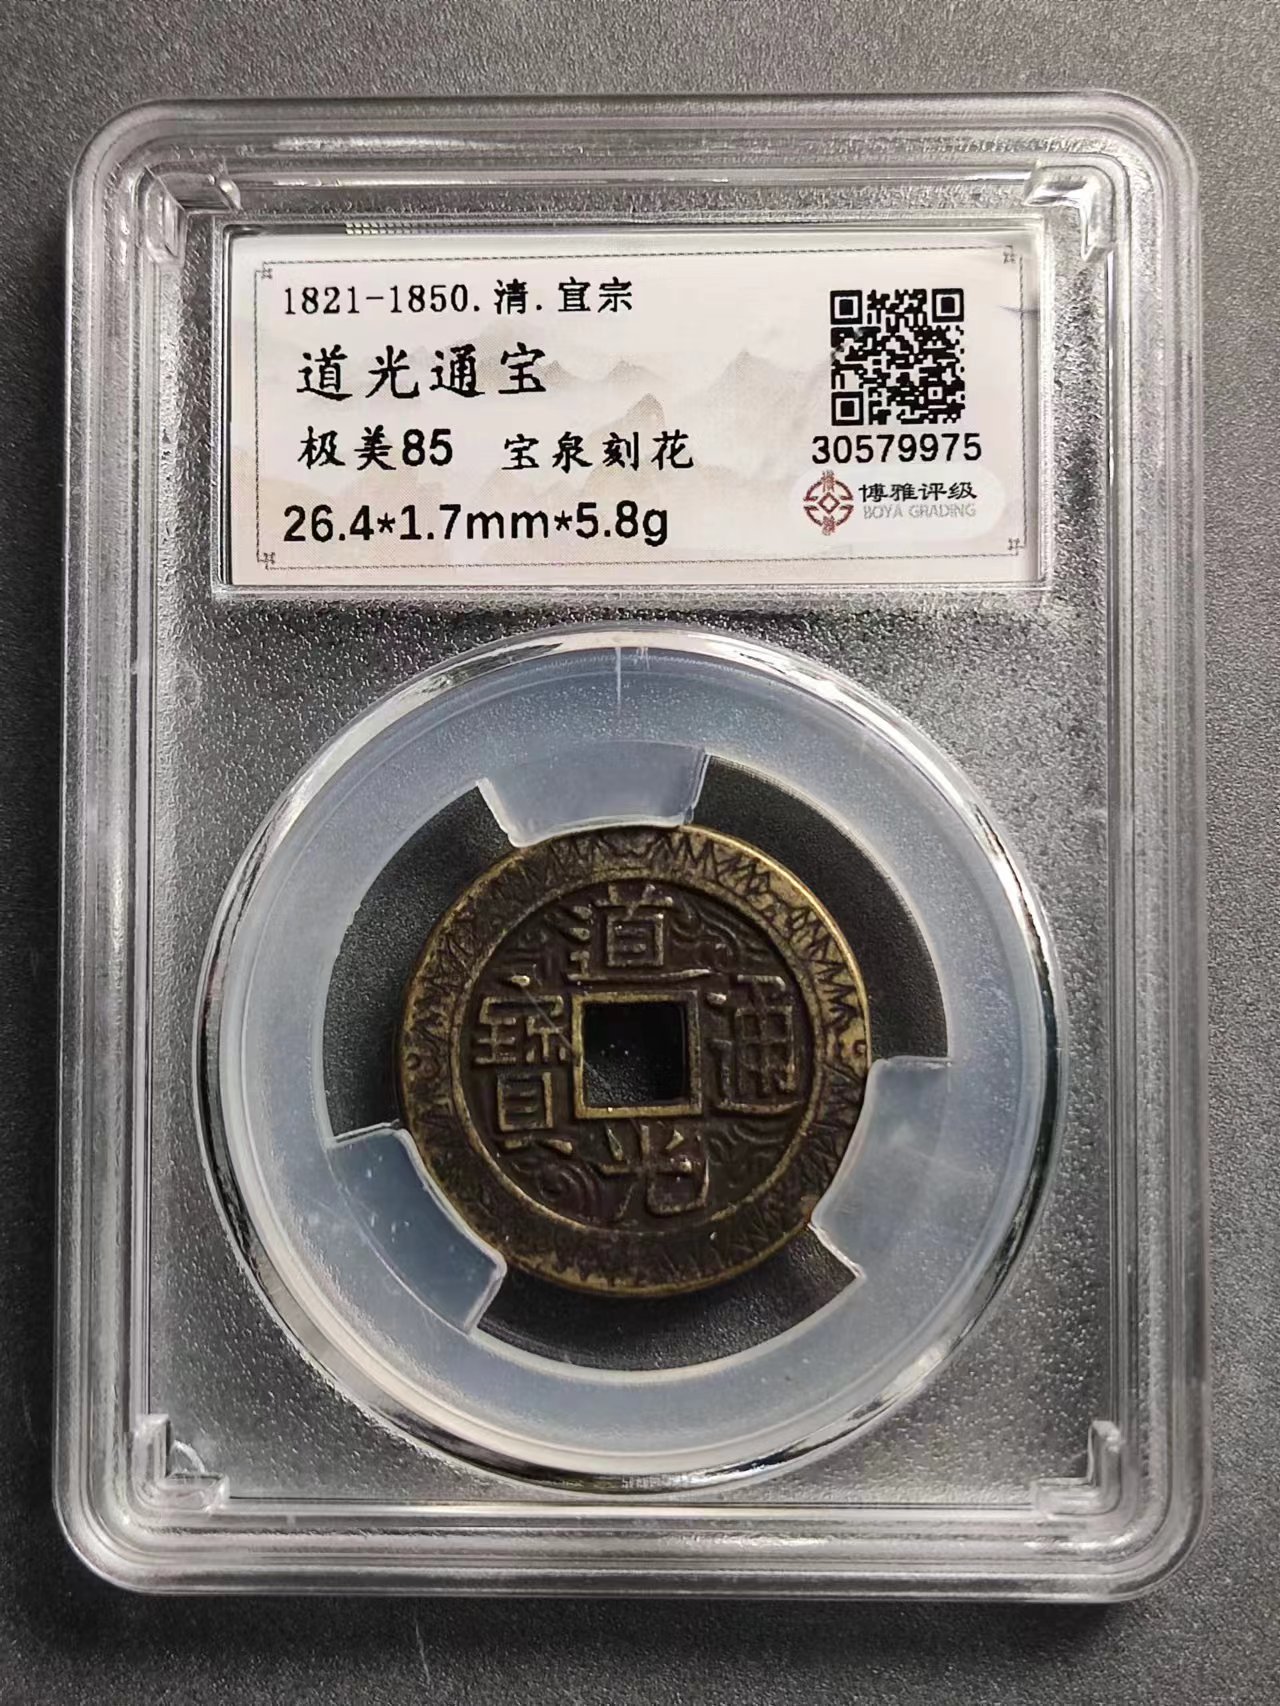 1821-1850.清.宣宗
道光通宝
极美85 宝泉刻花
26.4*1.7mm*5.8g
30579975
博雅评级
BOYA GRADING
道光通寳